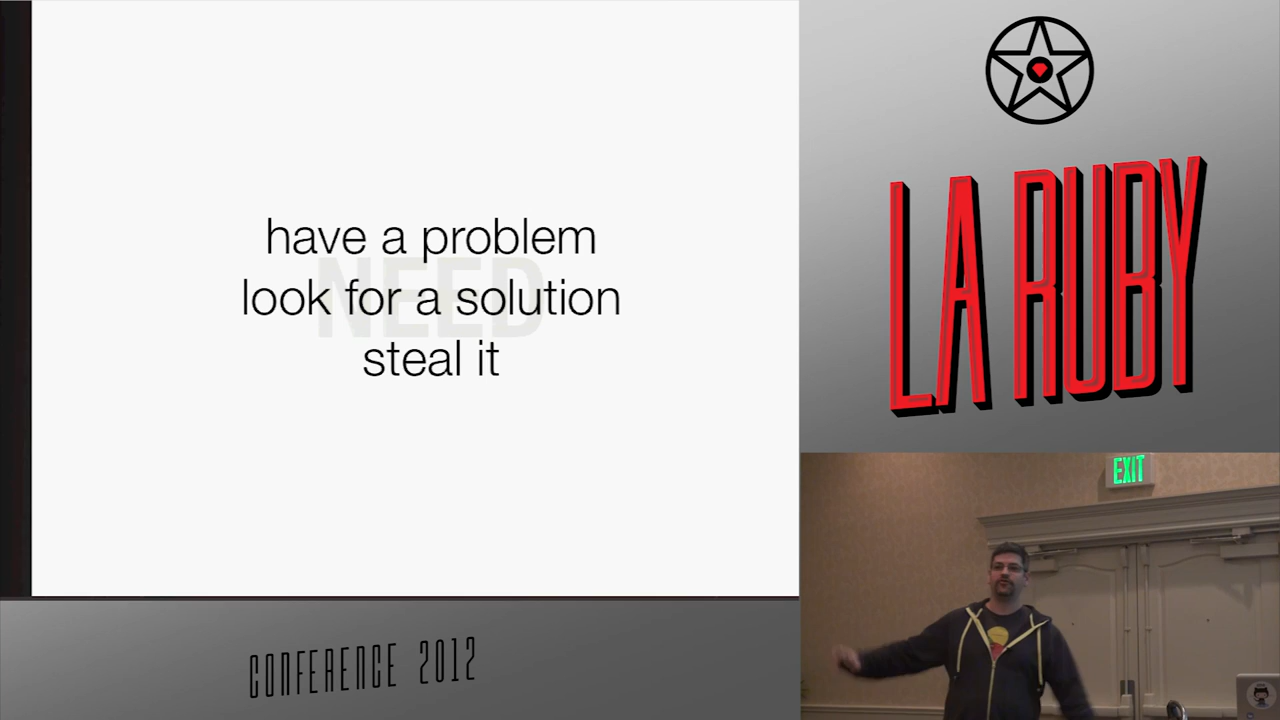 have a problem
NEED
look for a solution
steal it
LA RUBY
EXIT
CONFERENCE 2012